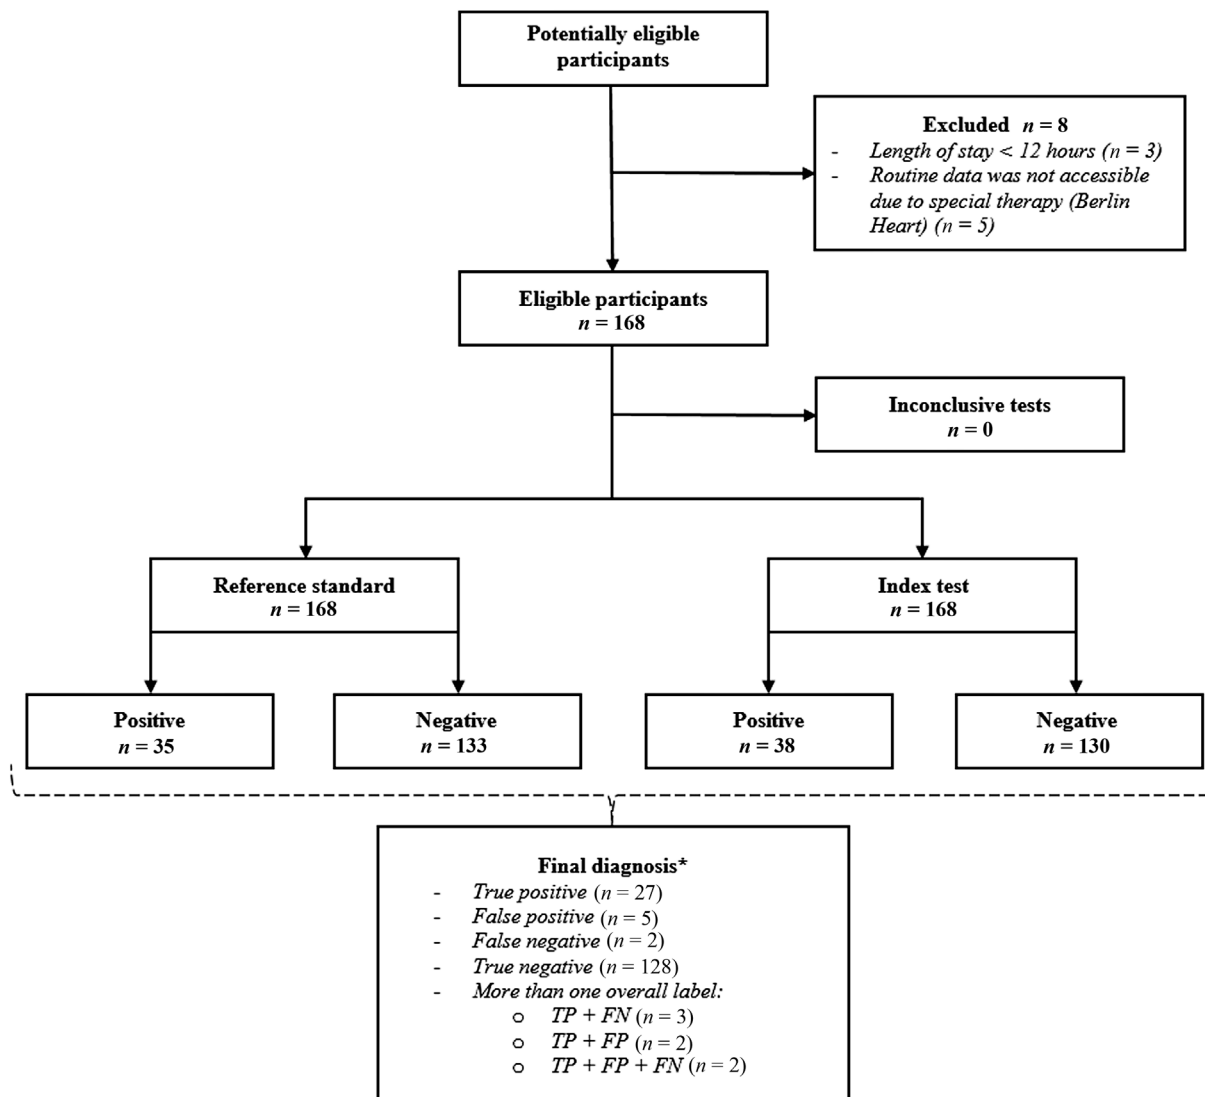 Potentially eligible
participants
Excluded n = 8
- Length of stay < 12 hours (n = 3)
- Routine data was not accessible
due to special therapy (Berlin
Heart) (n = 5)
Eligible participants
n = 168
Inconclusive tests
n = 0
Reference standard
n = 168
Index test
n = 168
Positive
n = 35
Negative
n = 133
Positive
n = 38
Negative
n = 130
Final diagnosis*
- True positive (n = 27)
- False positive (n = 5)
- False negative (n = 2)
- True negative (n = 128)
- More than one overall label:
o TP + FN (n = 3)
o TP + FP (n = 2)
o TP + FP + FN (n = 2)